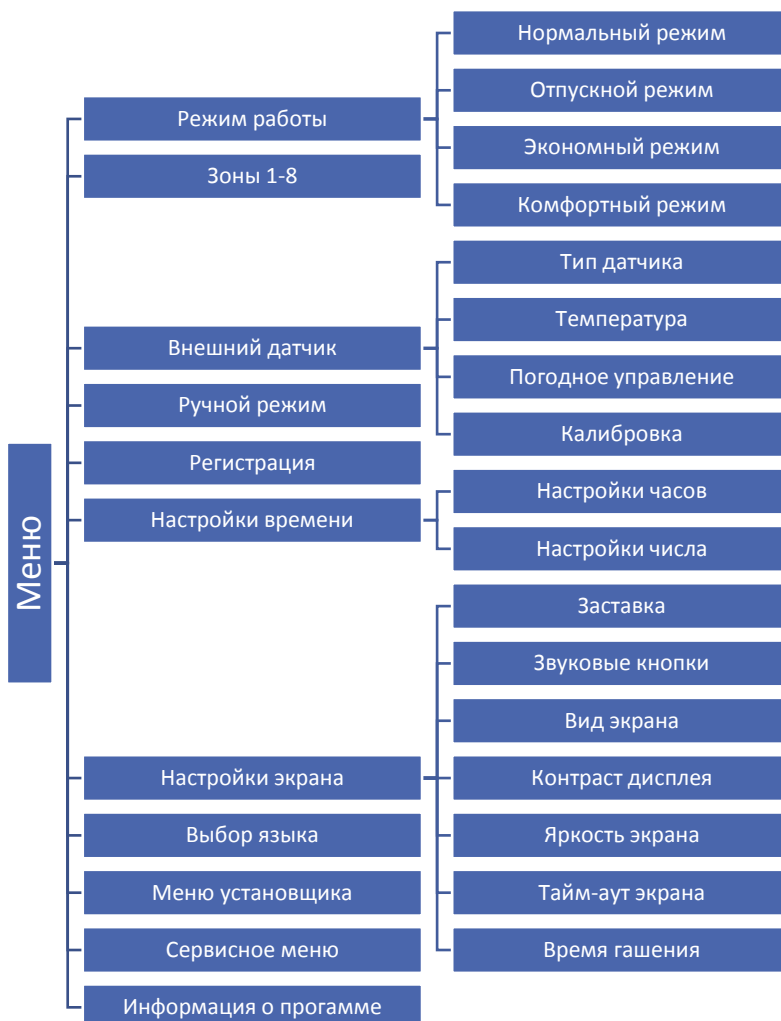 Меню
Режим работы
Нормальный режим
Отпускной режим
Экономный режим
Комфортный режим
Зоны 1-8
Внешний датчик
Тип датчика
Температура
Погодное управление
Калибровка
Ручной режим
Регистрация
Настройки времени
Настройки часов
Настройки числа
Настройки экрана
Заставка
Звуковые кнопки
Вид экрана
Контраст дисплея
Яркость экрана
Тайм-аут экрана
Время гашения
Выбор языка
Меню установщика
Сервисное меню
Информация о прогамме